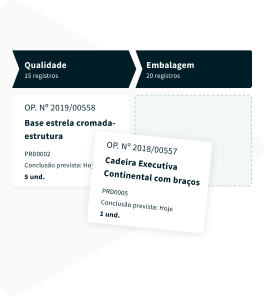 Qualidade
15 registros
Embalagem
20 registros
OP. Nº 2019/00558
Base estrela cromada-
estrutura
PRD0002
Conclusão prevista: Hoj
5 und.
OP. Nº 2018/00557
Cadeira Executiva
Continental com braços
PRD0005
Conclusão prevista: Hoje
1 und.